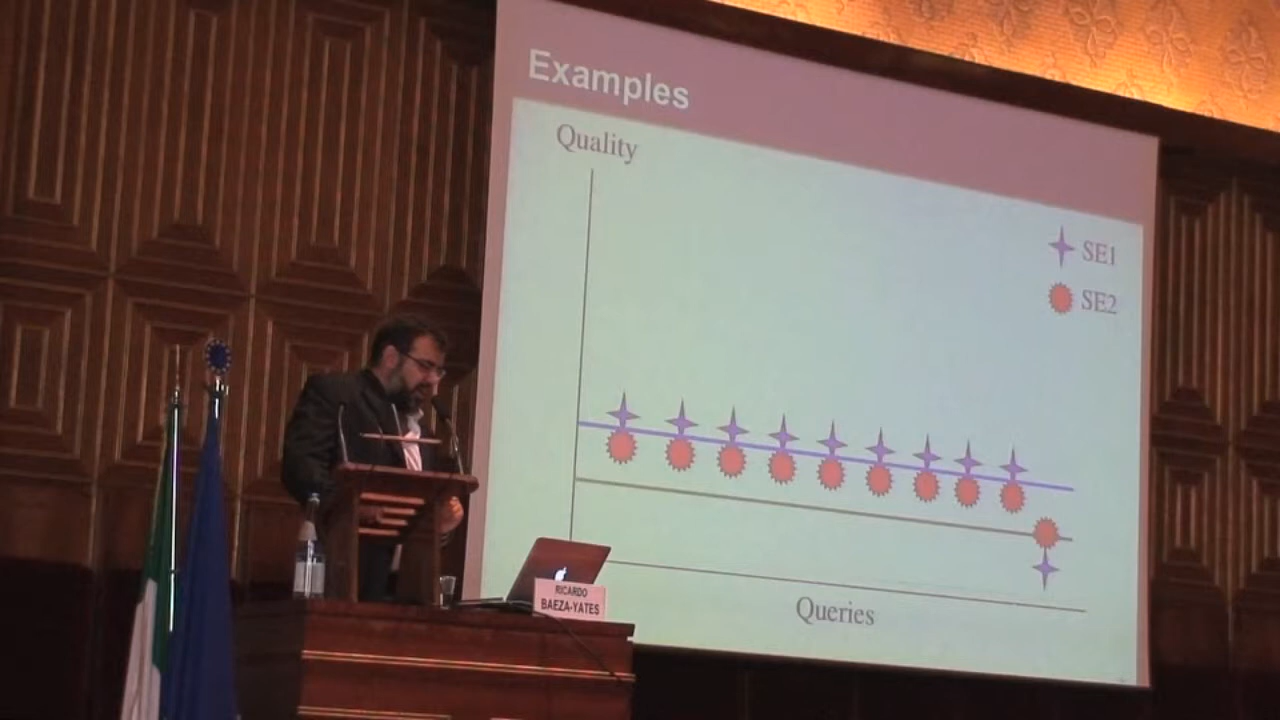 Examples
Quality
SE1
SE2
Queries
RICARDO
BAEZA-YATES